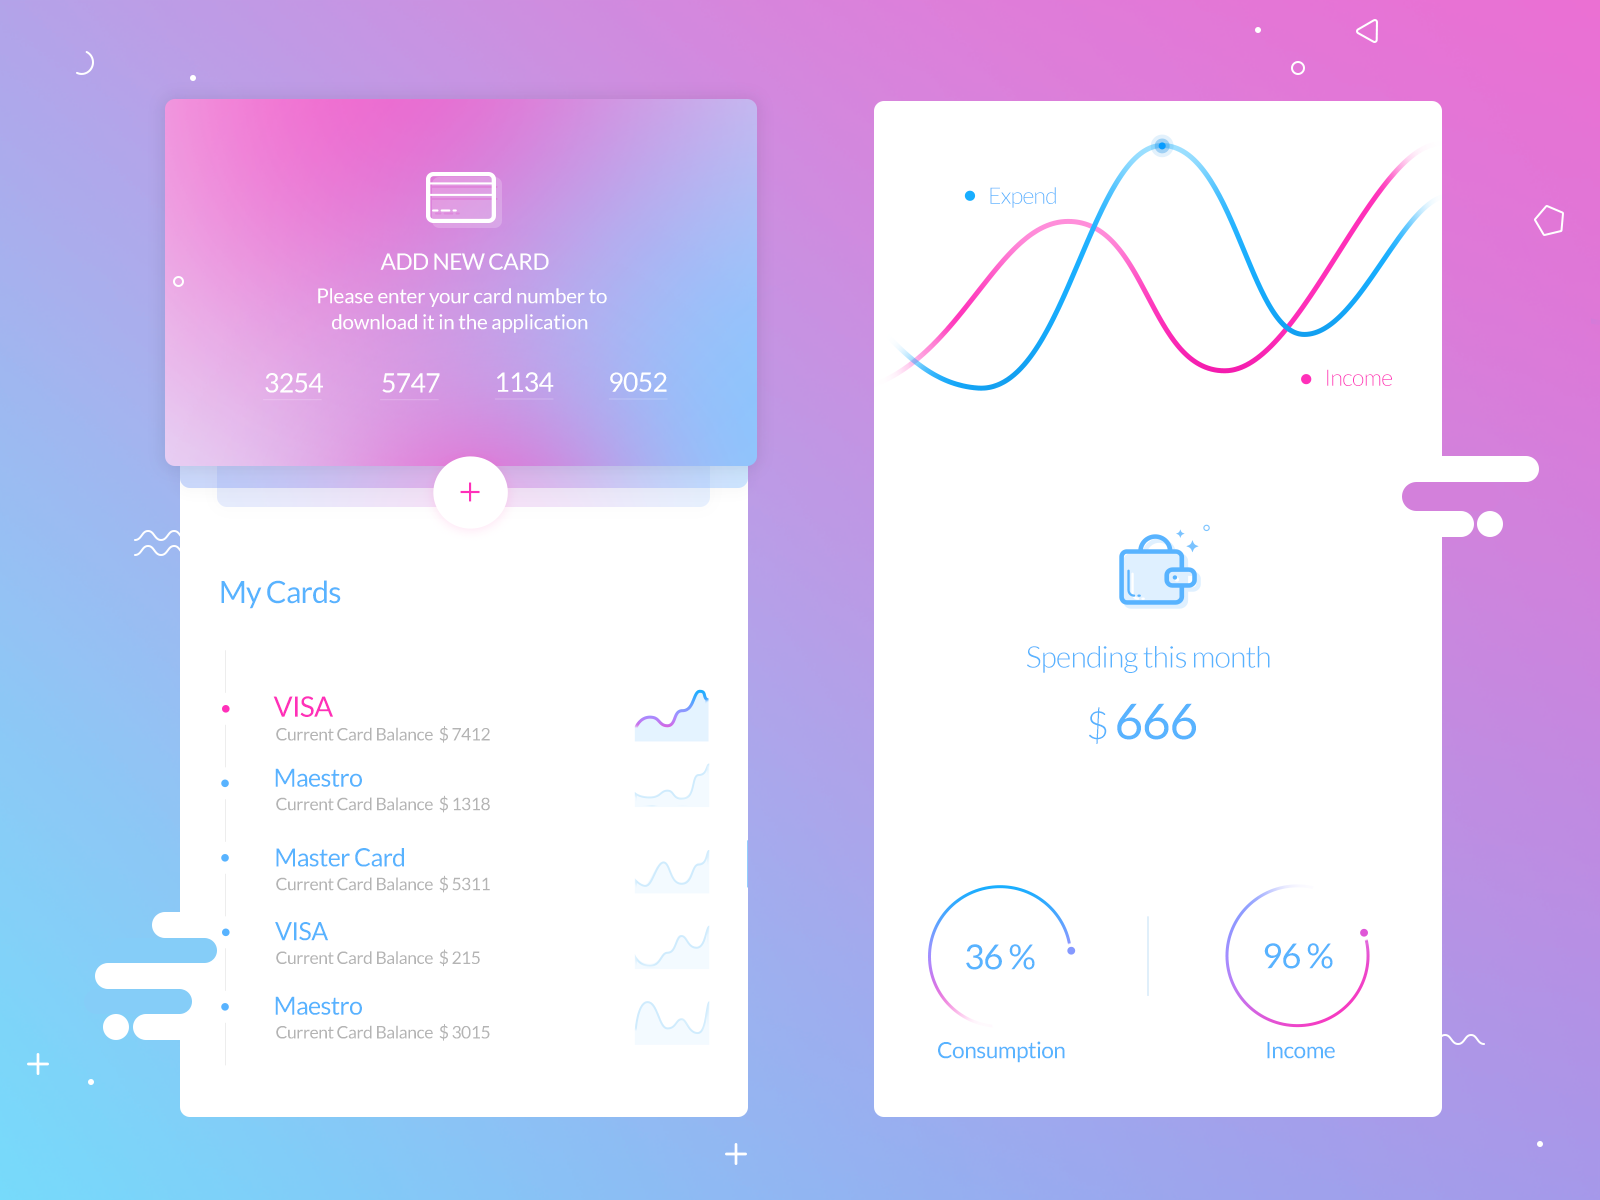 ADD NEW CARD
Please enter your card number to
download it in the application
3254 5747 1134 9052
My Cards
VISA
Current Card Balance $ 7412
Maestro
Current Card Balance $ 1318
Master Card
Current Card Balance $ 5311
VISA
Current Card Balance $ 215
Maestro
Current Card Balance $ 3015
Expend
Income
Spending this month
$ 666
36 %
Consumption
96 %
Income